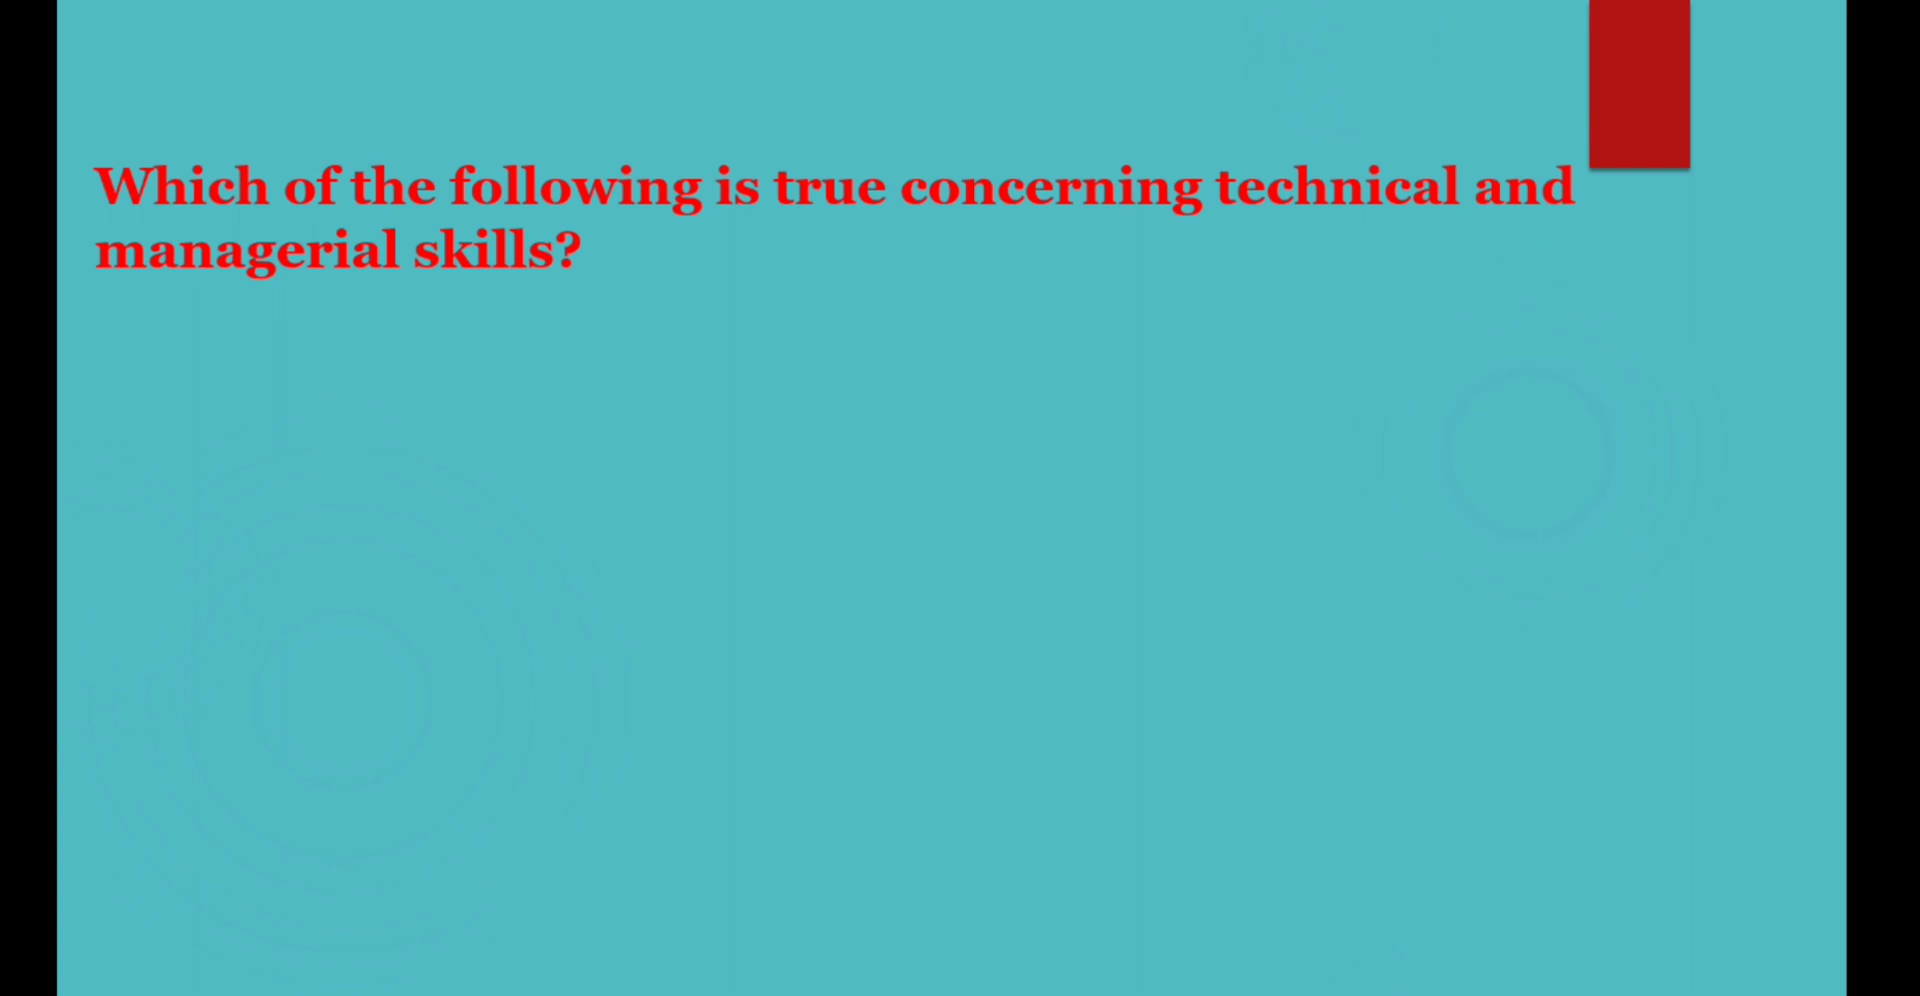 Which of the following is true concerning technical and
managerial skills?